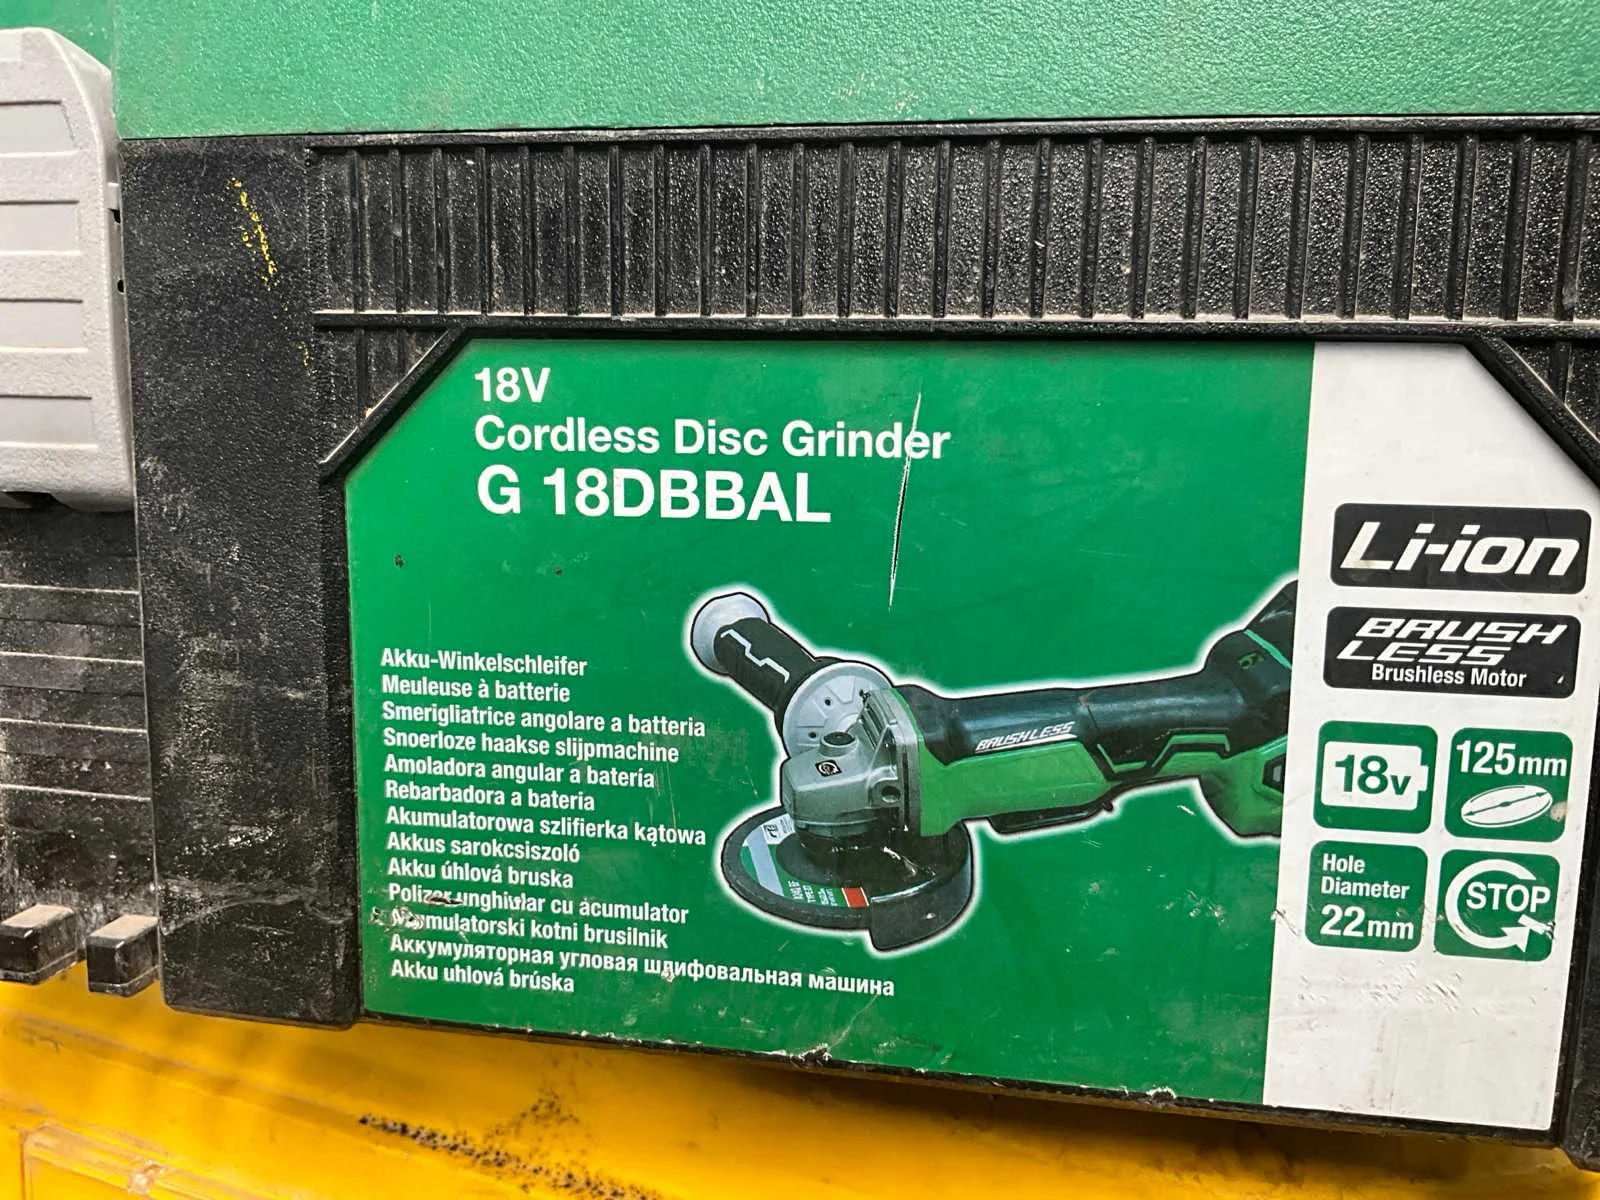 18V
Cordless Disc Grinder
G 18DBBAL
Akku-Winkelschleifer
Meuleuse à batterie
Smerigliatrice angolare a batteria
Snoerloze haakse slijpmachine
Amoladora angular a batería
Rebarbadora a bateria
Akumulatorowa szlifierka kątowa
Akkus sarokcsiszoló
Akku úhlová bruska
Polizor unghiular cu acumulator
Akumulatorski kotni brusilnik
Аккумуляторная угловая шлифовальная машина
Akku uhlová brúska
BRUSHLESS
Li-ion
BRUSH
LESS
Brushless Motor
18v
125mm
Hole
Diameter
22mm
STOP